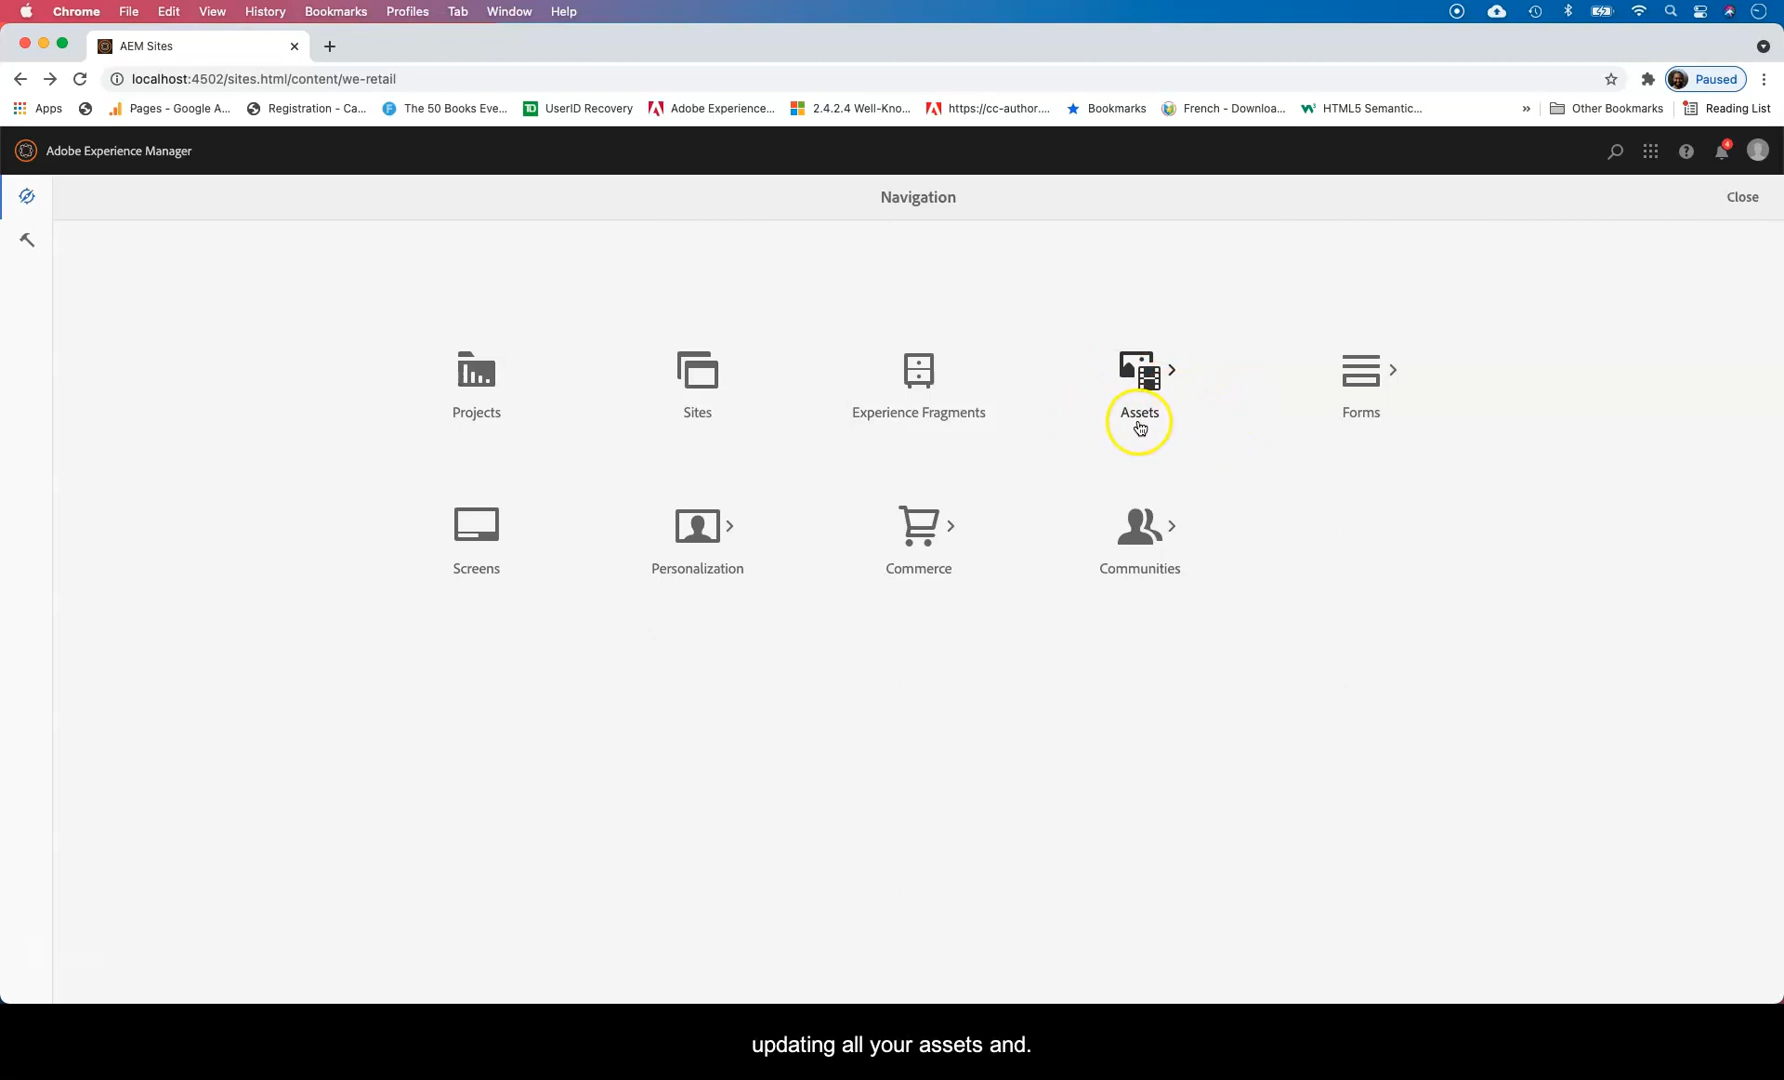 Chrome File Edit View History Bookmarks Profiles Tab Window Help
AEM Sites
localhost:4502/sites.html/content/we-retail
Paused
Apps Pages - Google A... Registration - Ca... The 50 Books Eve... UserID Recovery Adobe Experience... 2.4.2.4 Well-Kno... https://cc-author.... Bookmarks French - Downloa... HTML5 Semantic... » Other Bookmarks Reading List
Adobe Experience Manager
4
Navigation
Close
Projects Sites Experience Fragments Assets Forms
Screens Personalization Commerce Communities
updating all your assets and.